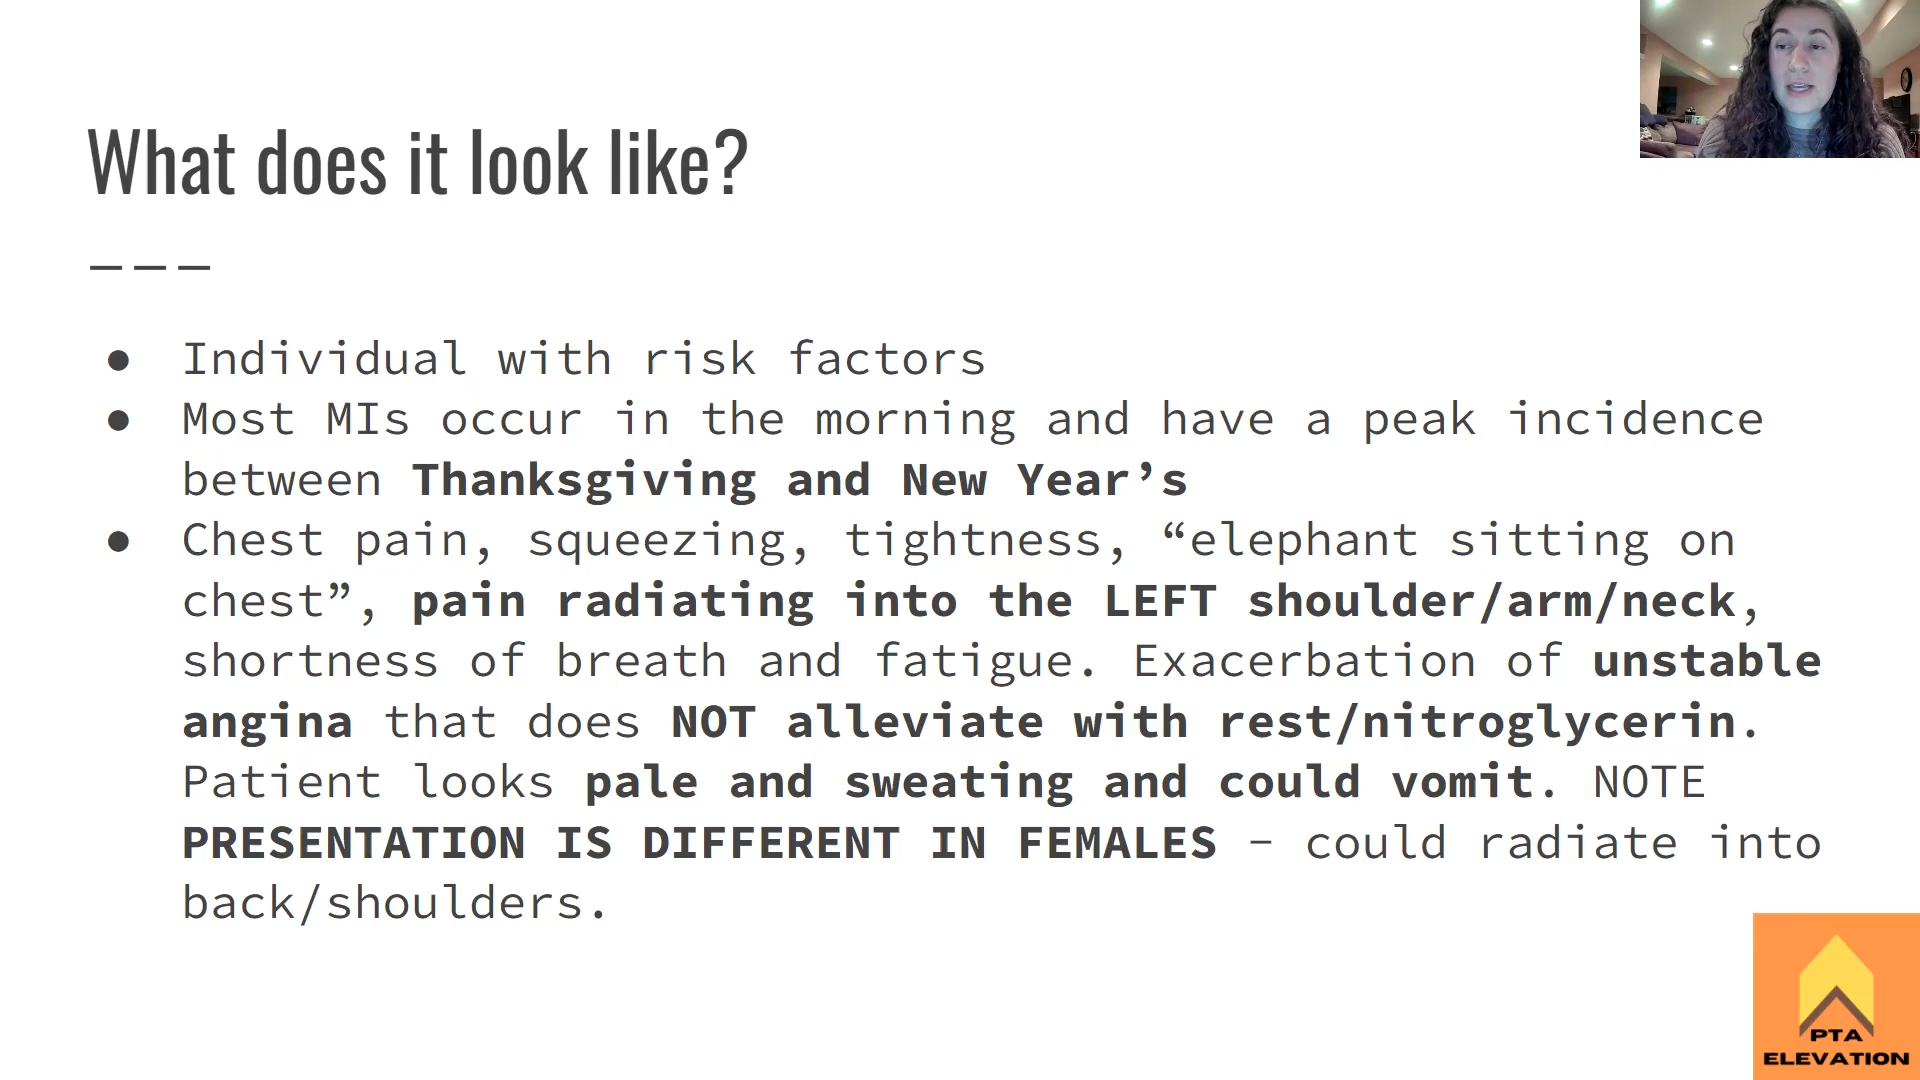 What does it look like?
● Individual with risk factors
● Most MIs occur in the morning and have a peak incidence
between Thanksgiving and New Year’s
● Chest pain, squeezing, tightness, “elephant sitting on
chest”, pain radiating into the LEFT shoulder/arm/neck,
shortness of breath and fatigue. Exacerbation of unstable
angina that does NOT alleviate with rest/nitroglycerin.
Patient looks pale and sweating and could vomit. NOTE
PRESENTATION IS DIFFERENT IN FEMALES – could radiate into
back/shoulders.
PTA
ELEVATION